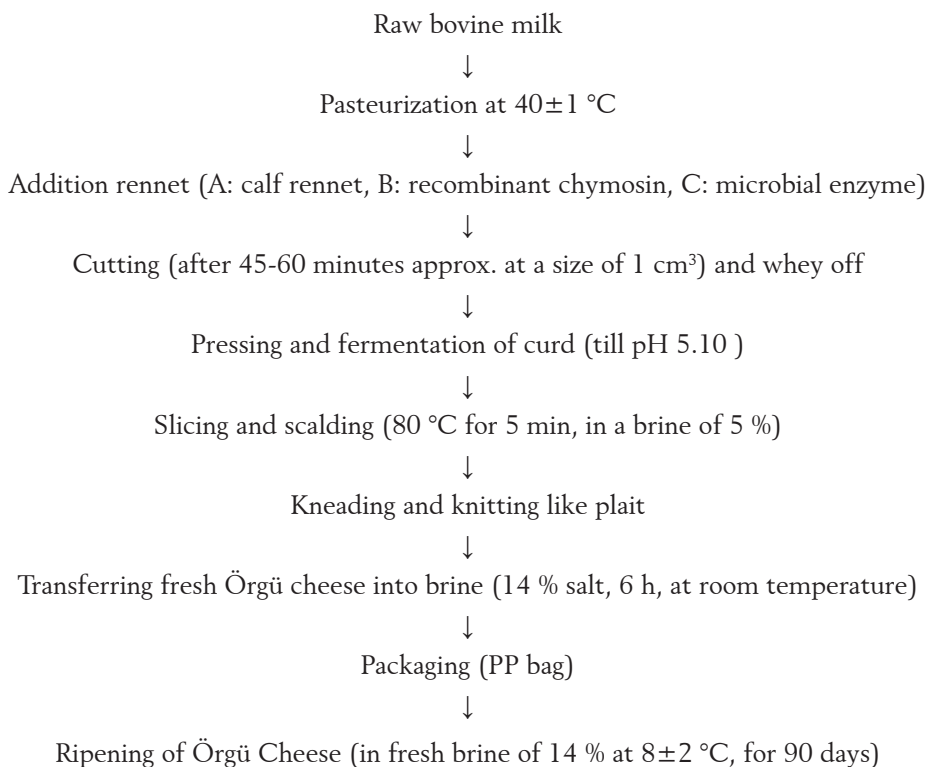 Raw bovine milk
↓
Pasteurization at 40±1 °C
↓
Addition rennet (A: calf rennet, B: recombinant chymosin, C: microbial enzyme)
↓
Cutting (after 45-60 minutes approx. at a size of 1 cm³) and whey off
↓
Pressing and fermentation of curd (till pH 5.10 )
↓
Slicing and scalding (80 °C for 5 min, in a brine of 5 %)
↓
Kneading and knitting like plait
↓
Transferring fresh Örgü cheese into brine (14 % salt, 6 h, at room temperature)
↓
Packaging (PP bag)
↓
Ripening of Örgü Cheese (in fresh brine of 14 % at 8±2 °C, for 90 days)